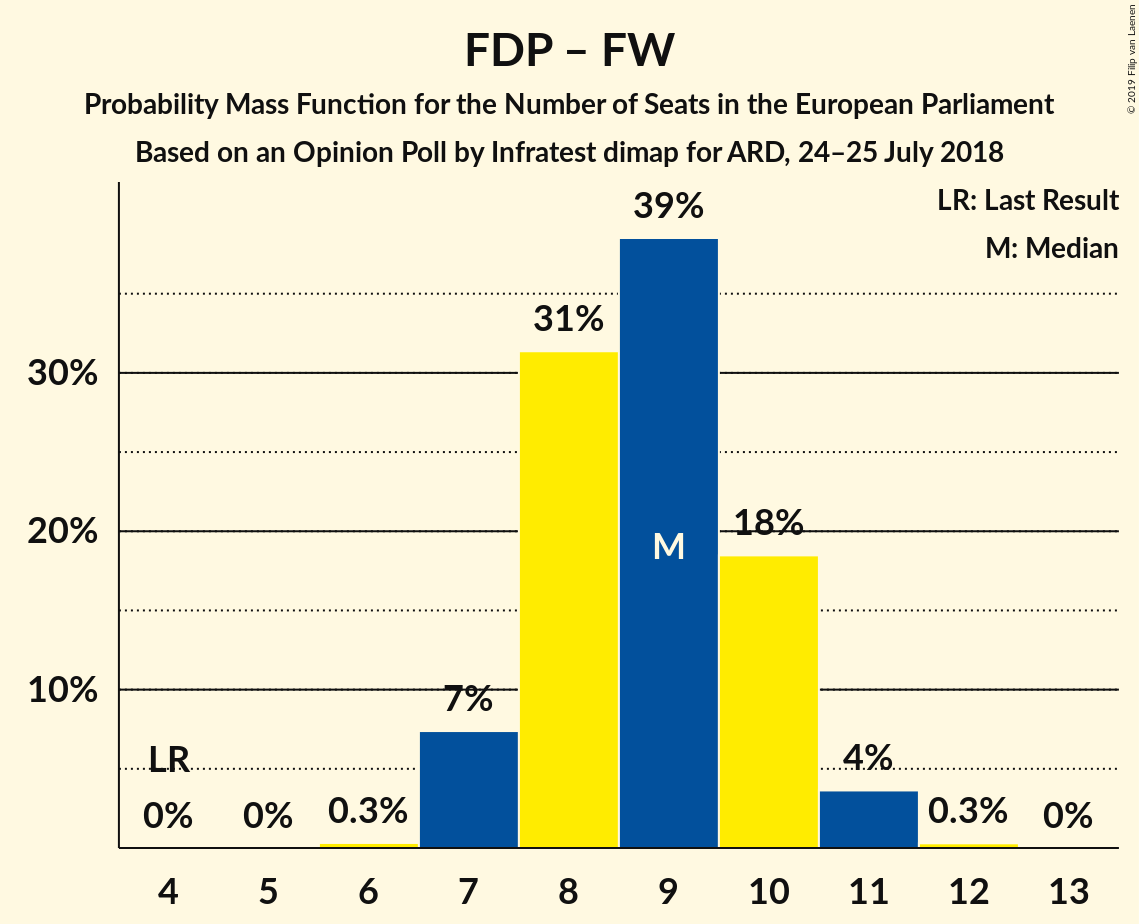 FDP – FW
Probability Mass Function for the Number of Seats in the European Parliament
Based on an Opinion Poll by Infratest dimap for ARD, 24–25 July 2018
© 2019 Filip van Laenen
LR: Last Result
M: Median
39%
31%
30%
20%
18%
M
10%
7%
LR
4%
0%
0%
0.3%
0.3%
0%
4
5
6
7
8
9
10
11
12
13